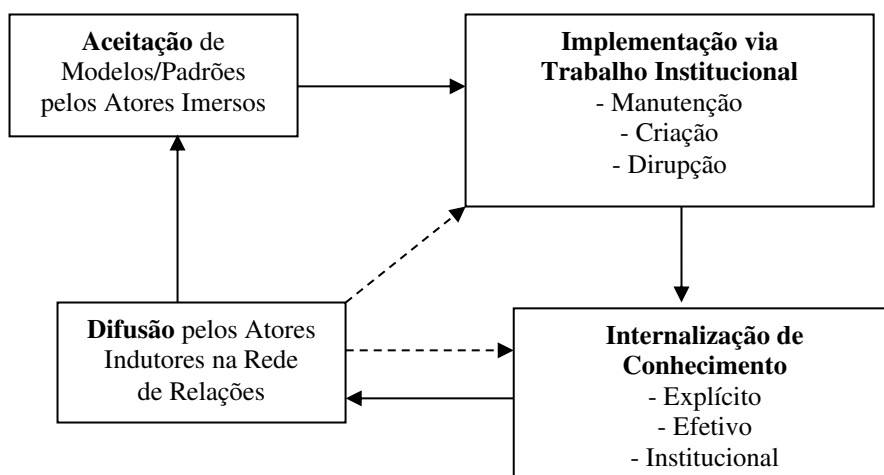 Aceitação de
Modelos/Padrões
pelos Atores Imersos
Implementação via
Trabalho Institucional
- Manutenção
- Criação
- Dirupção
Difusão pelos Atores
Indutores na Rede
de Relações
Internalização de
Conhecimento
- Explícito
- Efetivo
- Institucional